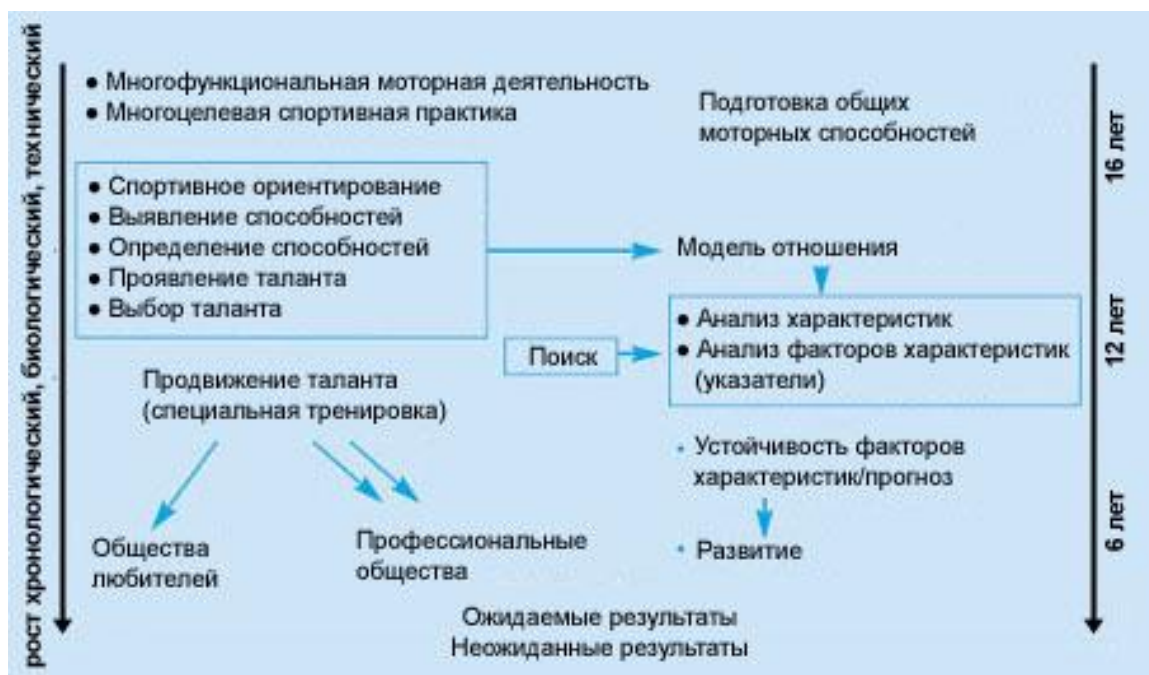 рост хронологический, биологический, технический
● Многофункциональная моторная деятельность
● Многоцелевая спортивная практика
Подготовка общих
моторных способностей
16 лет
● Спортивное ориентирование
● Выявление способностей
● Определение способностей
● Проявление таланта
● Выбор таланта
Модель отношения
Поиск
● Анализ характеристик
● Анализ факторов характеристик
(указатели)
12 лет
Продвижение таланта
(специальная тренировка)
• Устойчивость факторов
характеристик/прогноз
Общества
любителей
Профессиональные
общества
• Развитие
6 лет
Ожидаемые результаты
Неожиданные результаты